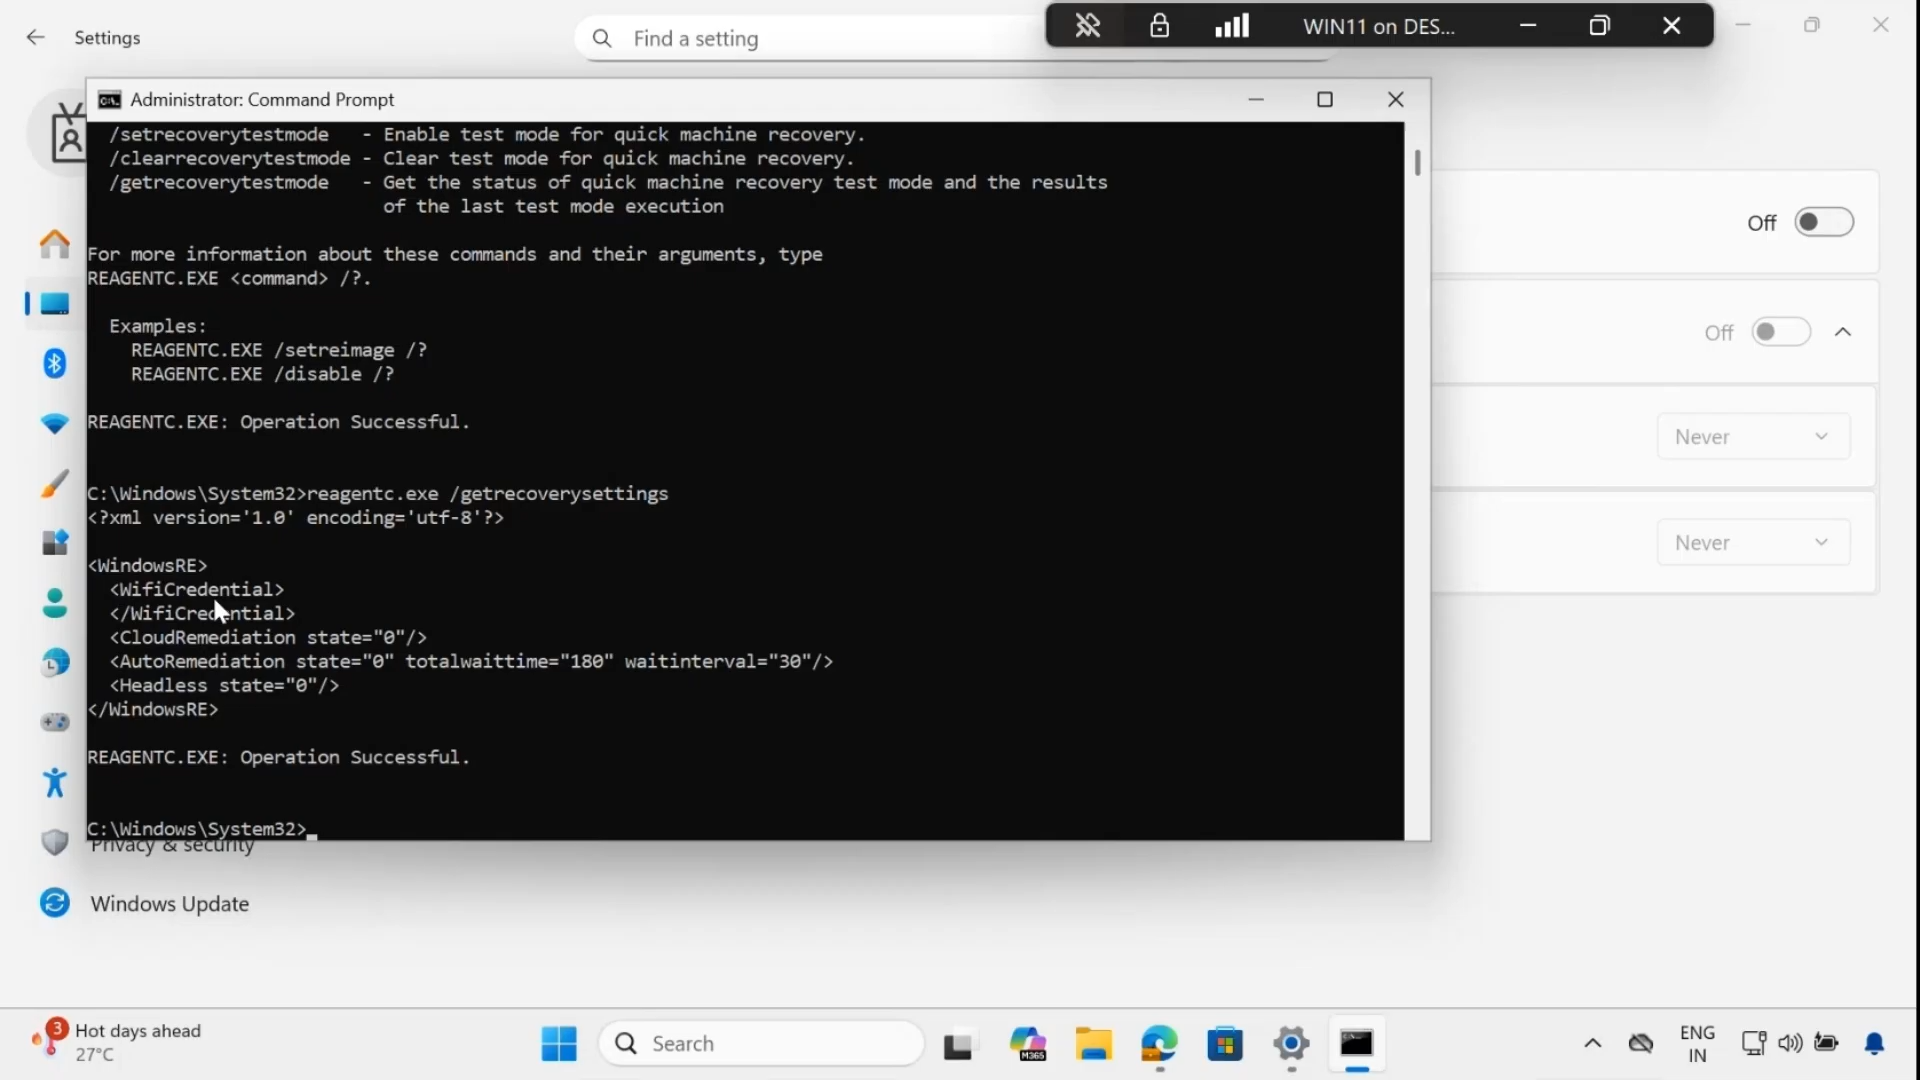 Settings
Find a setting
WIN11 on DES...
Administrator: Command Prompt
/setrecoverytestmode - Enable test mode for quick machine recovery.
/clearrecoverytestmode - Clear test mode for quick machine recovery.
/getrecoverytestmode - Get the status of quick machine recovery test mode and the results
of the last test mode execution
For more information about these commands and their arguments, type
REAGENTC.EXE <command> /?.
Examples:
REAGENTC.EXE /setreimage /?
REAGENTC.EXE /disable /?
REAGENTC.EXE: Operation Successful.
C:\Windows\System32>reagentc.exe /getrecoverysettings
<?xml version='1.0' encoding='utf-8'?>
<WindowsRE>
<WifiCredential>
</WifiCredential>
<CloudRemediation state="0"/>
<AutoRemediation state="0" totalwaittime="180" waitinterval="30"/>
<Headless state="0"/>
</WindowsRE>
REAGENTC.EXE: Operation Successful.
C:\Windows\System32>
Off
Off
Never
Never
Privacy & security
Windows Update
3
Hot days ahead
27°C
Search
M365
ENG
IN